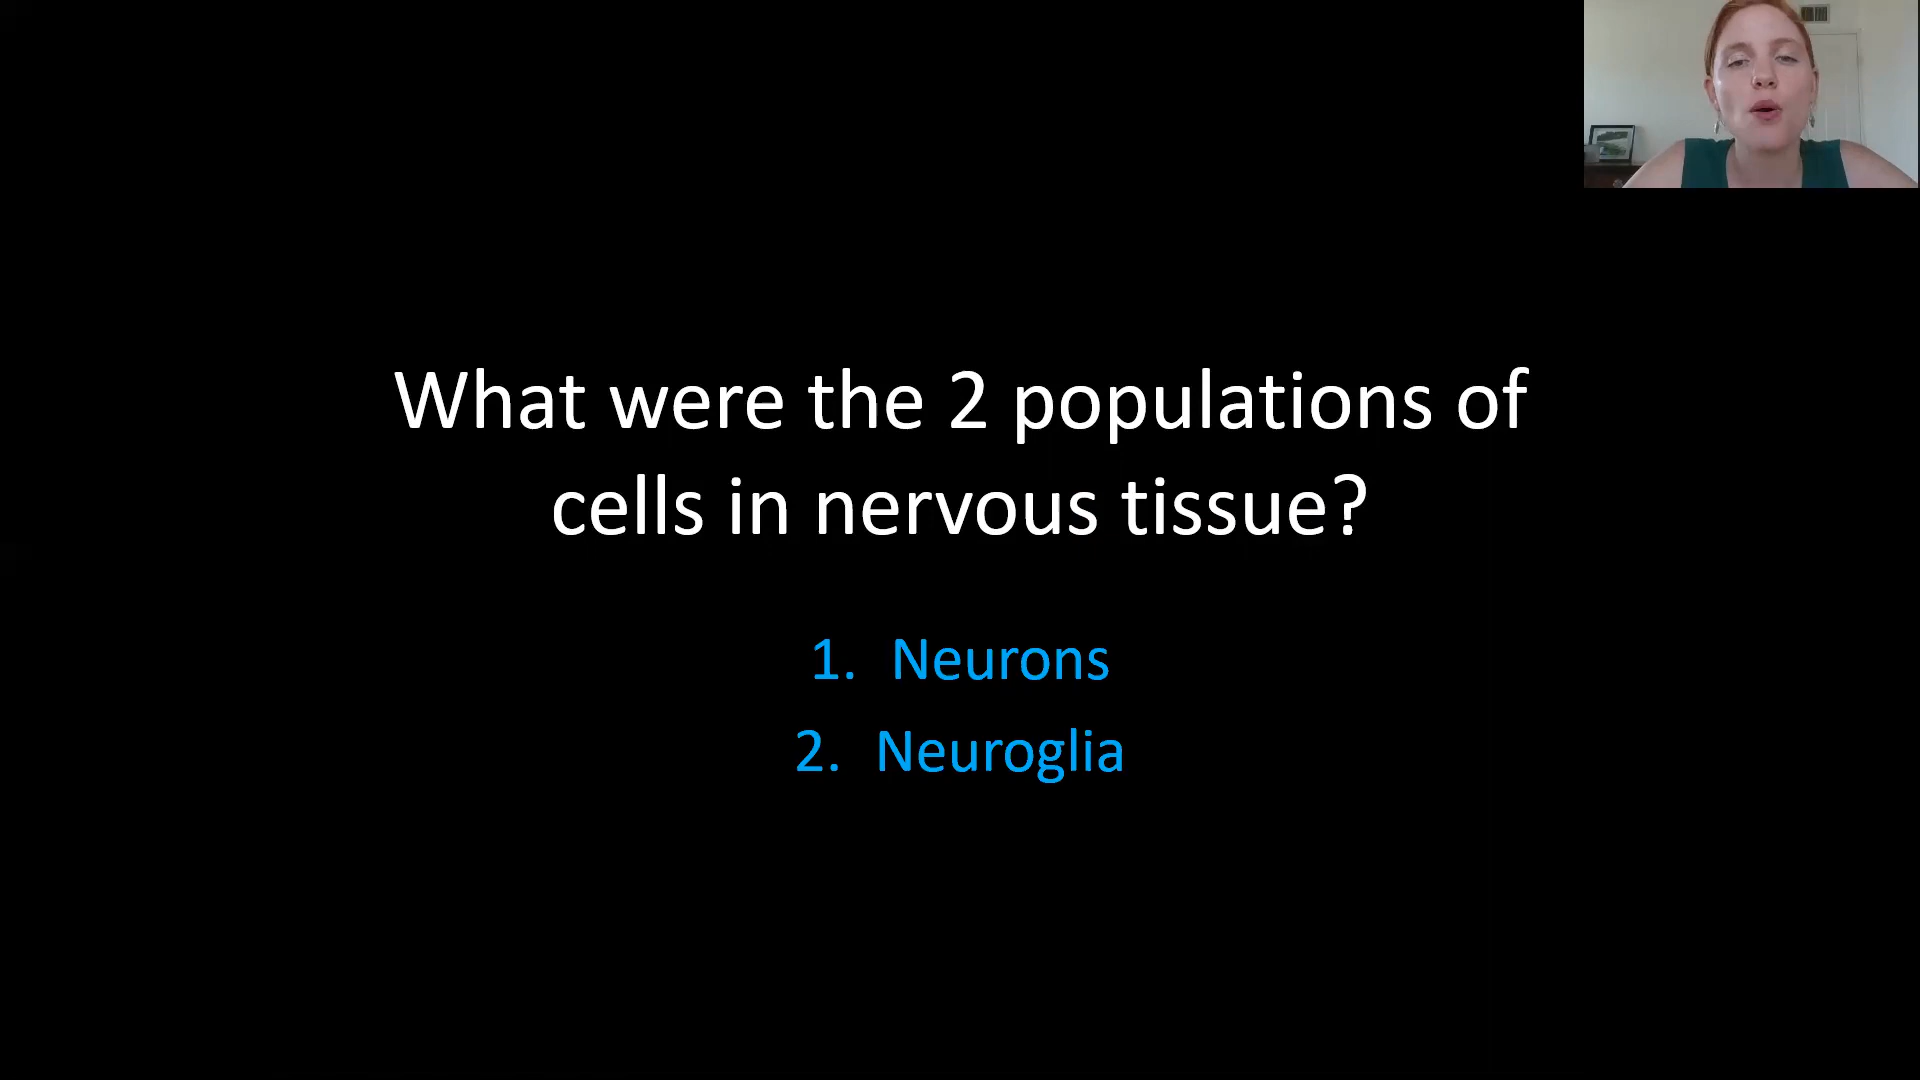 What were the 2 populations of
cells in nervous tissue?
1. Neurons
2. Neuroglia